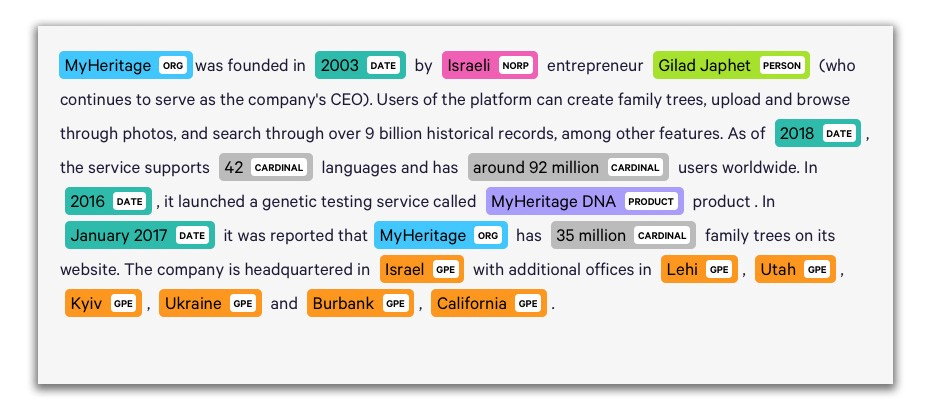 MyHeritage ORG was founded in 2003 DATE by Israeli NORP entrepreneur Gilad Japhet PERSON (who
continues to serve as the company's CEO). Users of the platform can create family trees, upload and browse
through photos, and search through over 9 billion historical records, among other features. As of 2018 DATE ,
the service supports 42 CARDINAL languages and has around 92 million CARDINAL users worldwide. In
2016 DATE , it launched a genetic testing service called MyHeritage DNA PRODUCT product . In
January 2017 DATE it was reported that MyHeritage ORG has 35 million CARDINAL family trees on its
website. The company is headquartered in Israel GPE with additional offices in Lehi GPE , Utah GPE ,
Kyiv GPE , Ukraine GPE and Burbank GPE , California GPE .